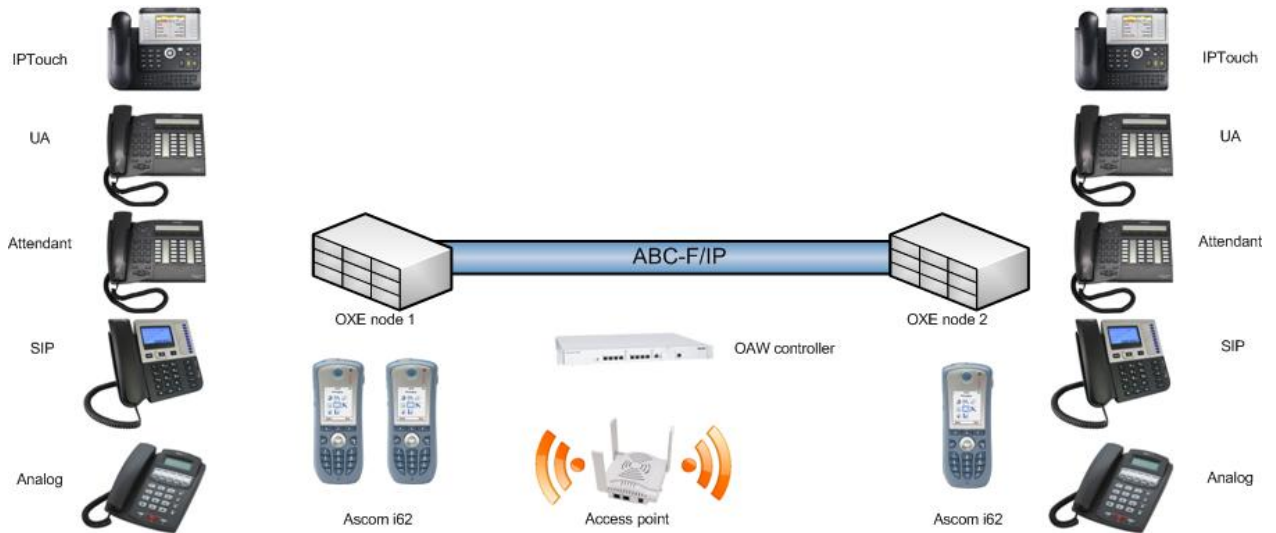 IPTouch
IPTouch
UA
UA
Attendant
ABC-F/IP
Attendant
OXE node 1
OXE node 2
SIP
OAW controller
SIP
Analog
Analog
Ascom i62
Access point
Ascom i62